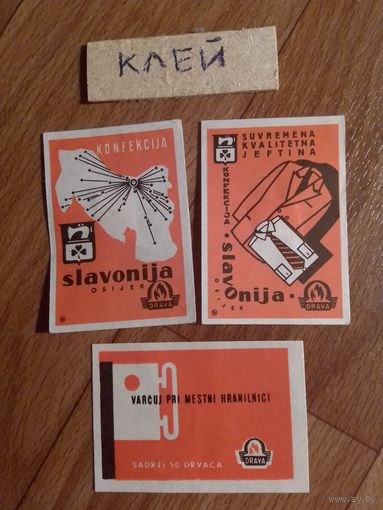 КЛЕЙ
KONFEKCIJA
slavonija
OSIJEK
DRAVA
SUVREMENA
KVALITETNA
JEFTINA
KONFEKCIJA
slavonija
OSIJEK
DRAVA
VARČUJ PRI MESTNI HRANILNICI
SADRŽI 50 DRVACA
DRAVA
www.ay.by